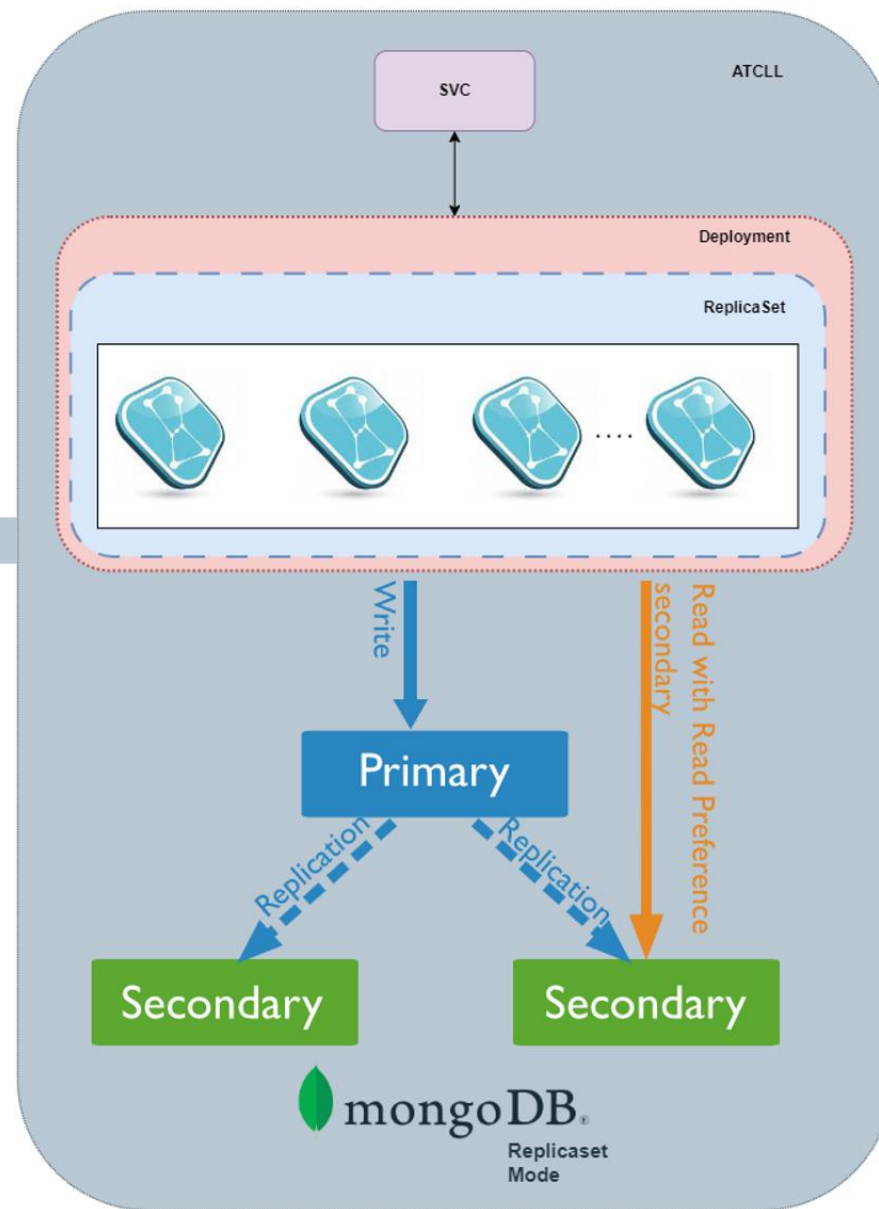 ATCLL
SVC
Deployment
ReplicaSet
....
Write
Read with Read Preference
secondary
Primary
Replication
Replication
Secondary
Secondary
mongoDB®
Replicaset
Mode